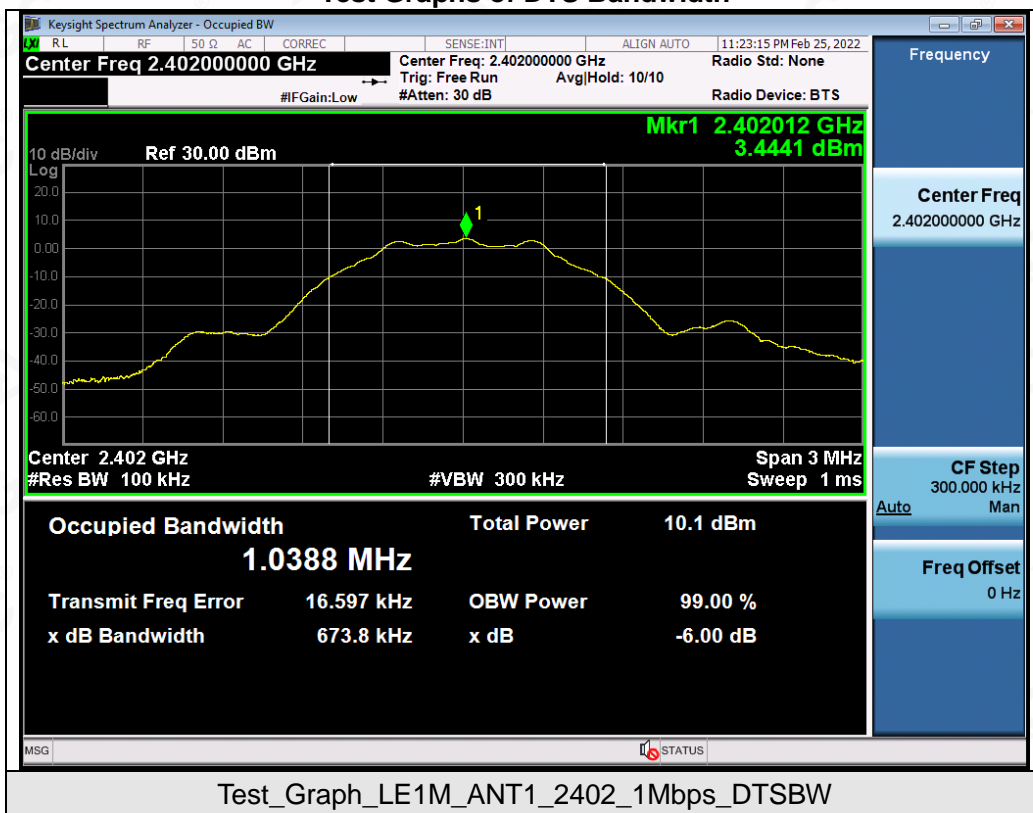 Test Graphs of DTS Bandwidth
Keysight Spectrum Analyzer - Occupied BW
LXI RL RF 50 Ω AC CORREC SENSE:INT ALIGN AUTO 11:23:15 PM Feb 25, 2022
Center Freq 2.402000000 GHz
Center Freq: 2.402000000 GHz Radio Std: None
Trig: Free Run Avg|Hold: 10/10
#IFGain:Low #Atten: 30 dB Radio Device: BTS
Mkr1 2.402012 GHz
3.4441 dBm
10 dB/div Ref 30.00 dBm
Log
20.0
10.0
0.00
-10.0
-20.0
-30.0
-40.0
-50.0
-60.0
1
Center 2.402 GHz Span 3 MHz
#Res BW 100 kHz #VBW 300 kHz Sweep 1 ms
Occupied Bandwidth Total Power 10.1 dBm
1.0388 MHz
Transmit Freq Error 16.597 kHz OBW Power 99.00 %
x dB Bandwidth 673.8 kHz x dB -6.00 dB
Frequency
Center Freq
2.402000000 GHz
CF Step
300.000 kHz
Auto Man
Freq Offset
0 Hz
MSG STATUS
Test_Graph_LE1M_ANT1_2402_1Mbps_DTSBW